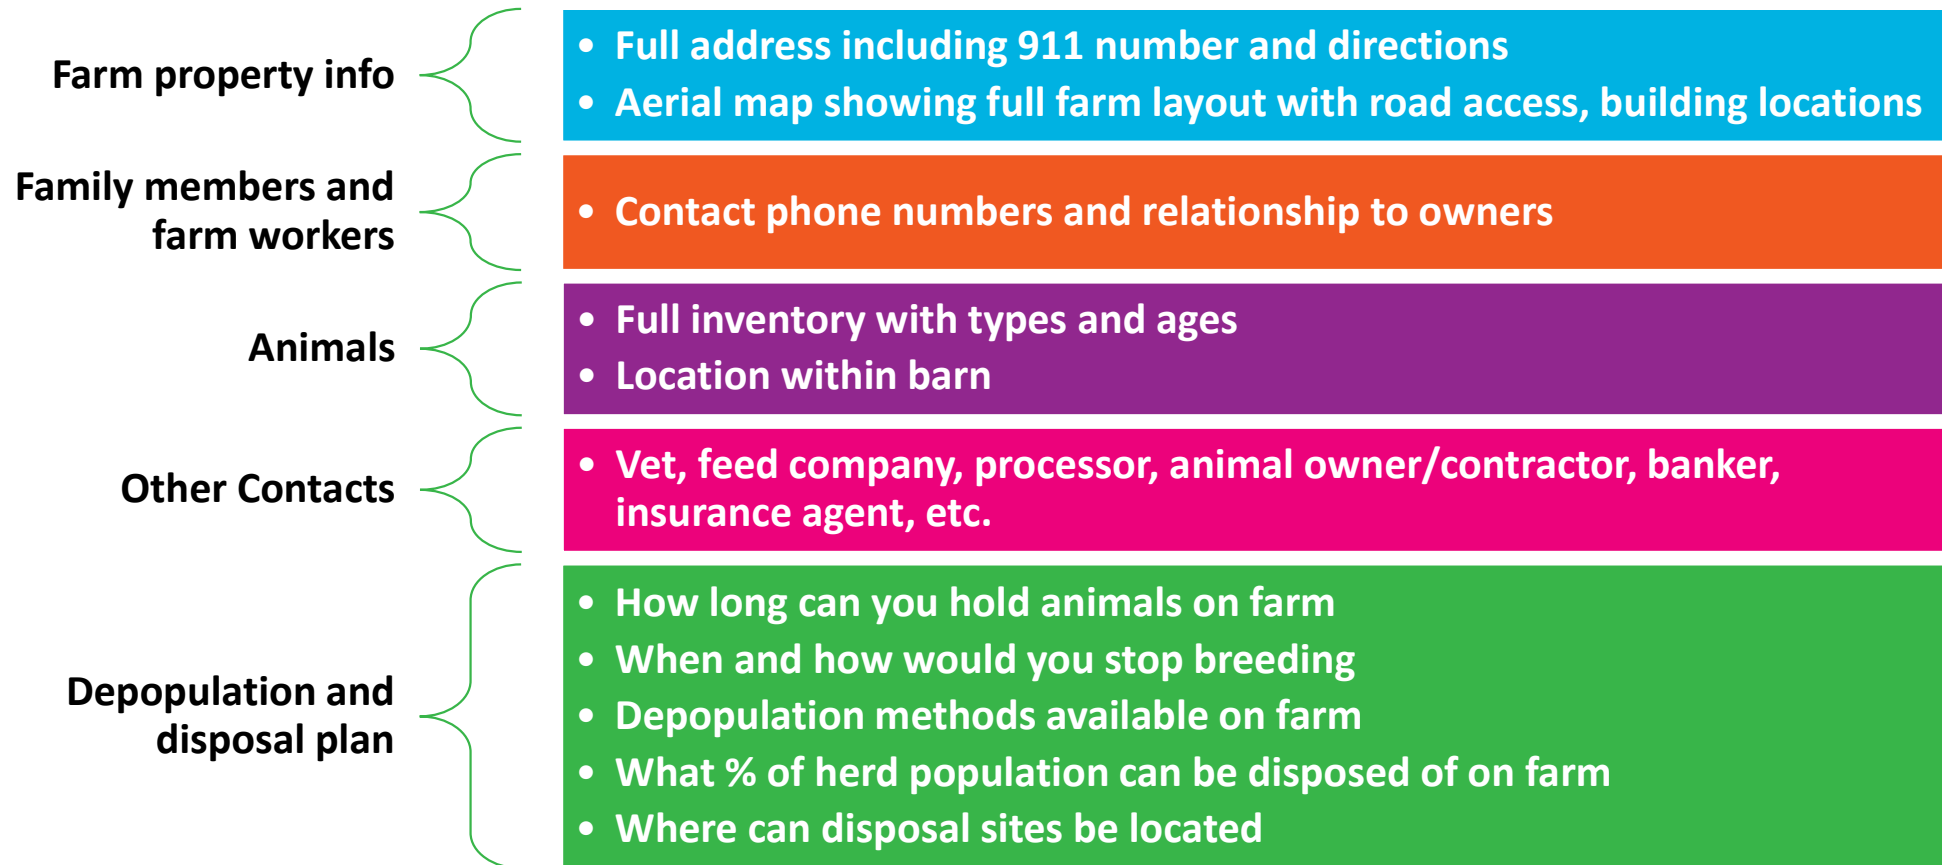 Farm property info
• Full address including 911 number and directions
• Aerial map showing full farm layout with road access, building locations
Family members and
farm workers
• Contact phone numbers and relationship to owners
Animals
• Full inventory with types and ages
• Location within barn
Other Contacts
• Vet, feed company, processor, animal owner/contractor, banker,
insurance agent, etc.
Depopulation and
disposal plan
• How long can you hold animals on farm
• When and how would you stop breeding
• Depopulation methods available on farm
• What % of herd population can be disposed of on farm
• Where can disposal sites be located